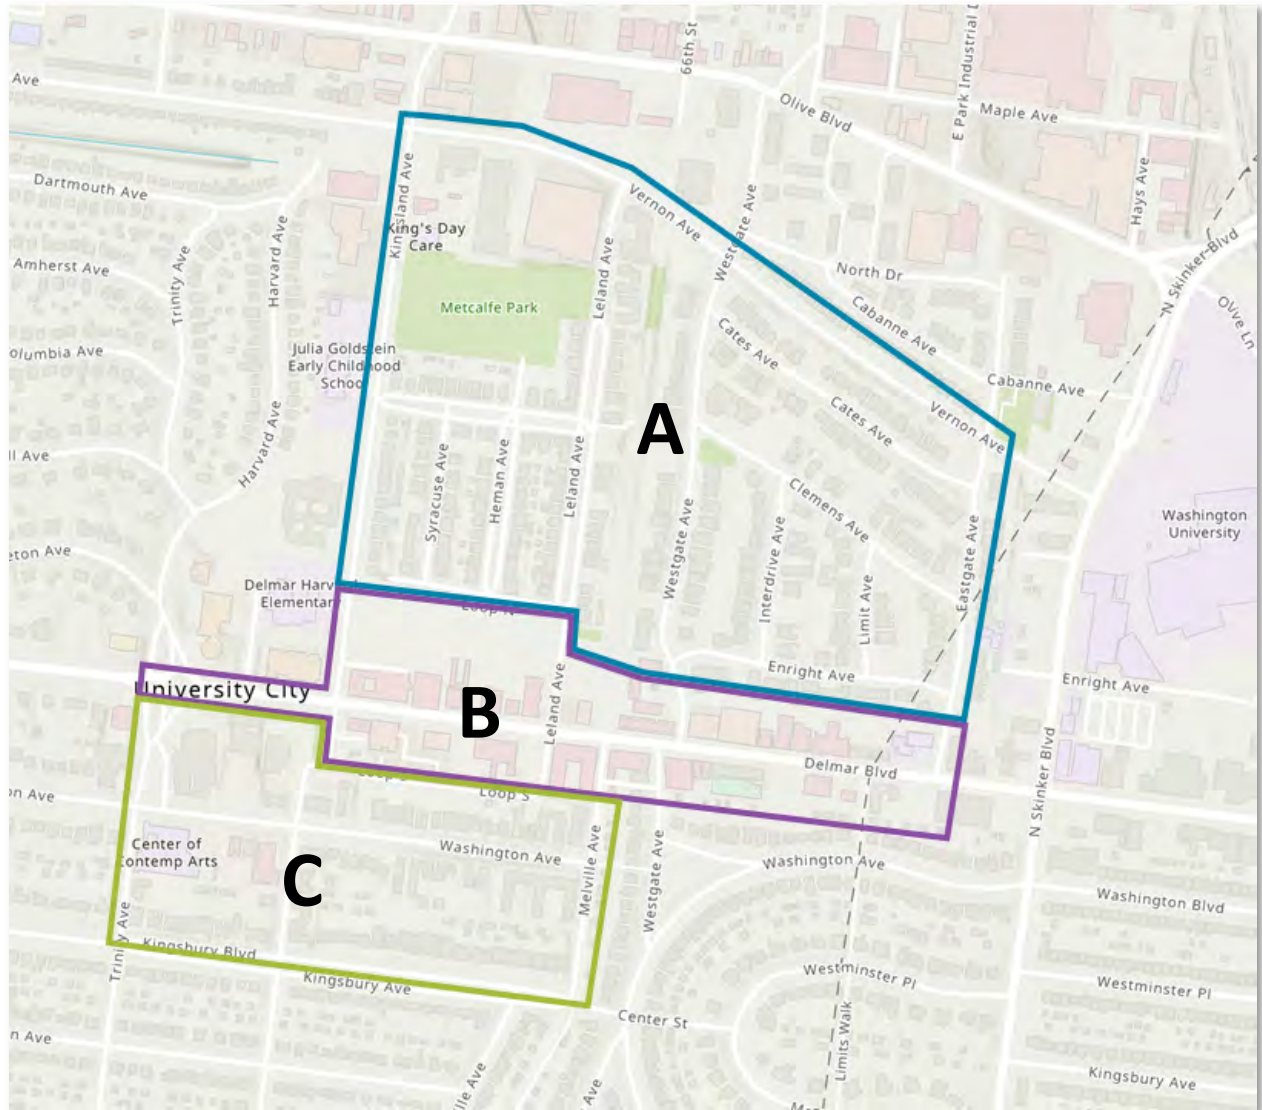 Ave
66th St
E Park Industrial
Olive Blvd
Maple Ave
Dartmouth Ave
Kingsland Ave
Vernon Ave
Westgate Ave
Hays Ave
King's Day
Care
Harvard Ave
Trinity Ave
Amherst Ave
Leland Ave
North Dr
N Skinker Blvd
Metcalfe Park
Cabanne Ave
Olive Ln
Cates Ave
olumbia Ave
Julia Goldstein
Early Childhood
School
Cabanne Ave
Harvard Ave
A
Cates Ave
Vernon Ave
ll Ave
Syracuse Ave
Heman Ave
Leland Ave
Clemens Ave
Westgate Ave
Interdrive Ave
Eastgate Ave
Washington
University
eton Ave
Limit Ave
Delmar Harv
Elementar
Loop N
Enright Ave
Enright Ave
University City
B
Leland Ave
Delmar Blvd
N Skinker Blvd
Loop S
on Ave
Center of
Contemp Arts
Washington Ave
Melville Ave
Westgate Ave
Washington Ave
C
Washington Blvd
Trinity Ave
Kingsbury Blvd
Kingsbury Ave
Westminster Pl
Westminster Pl
Center St
Limits Walk
n Ave
lle Ave
Ave
Kingsbury Ave